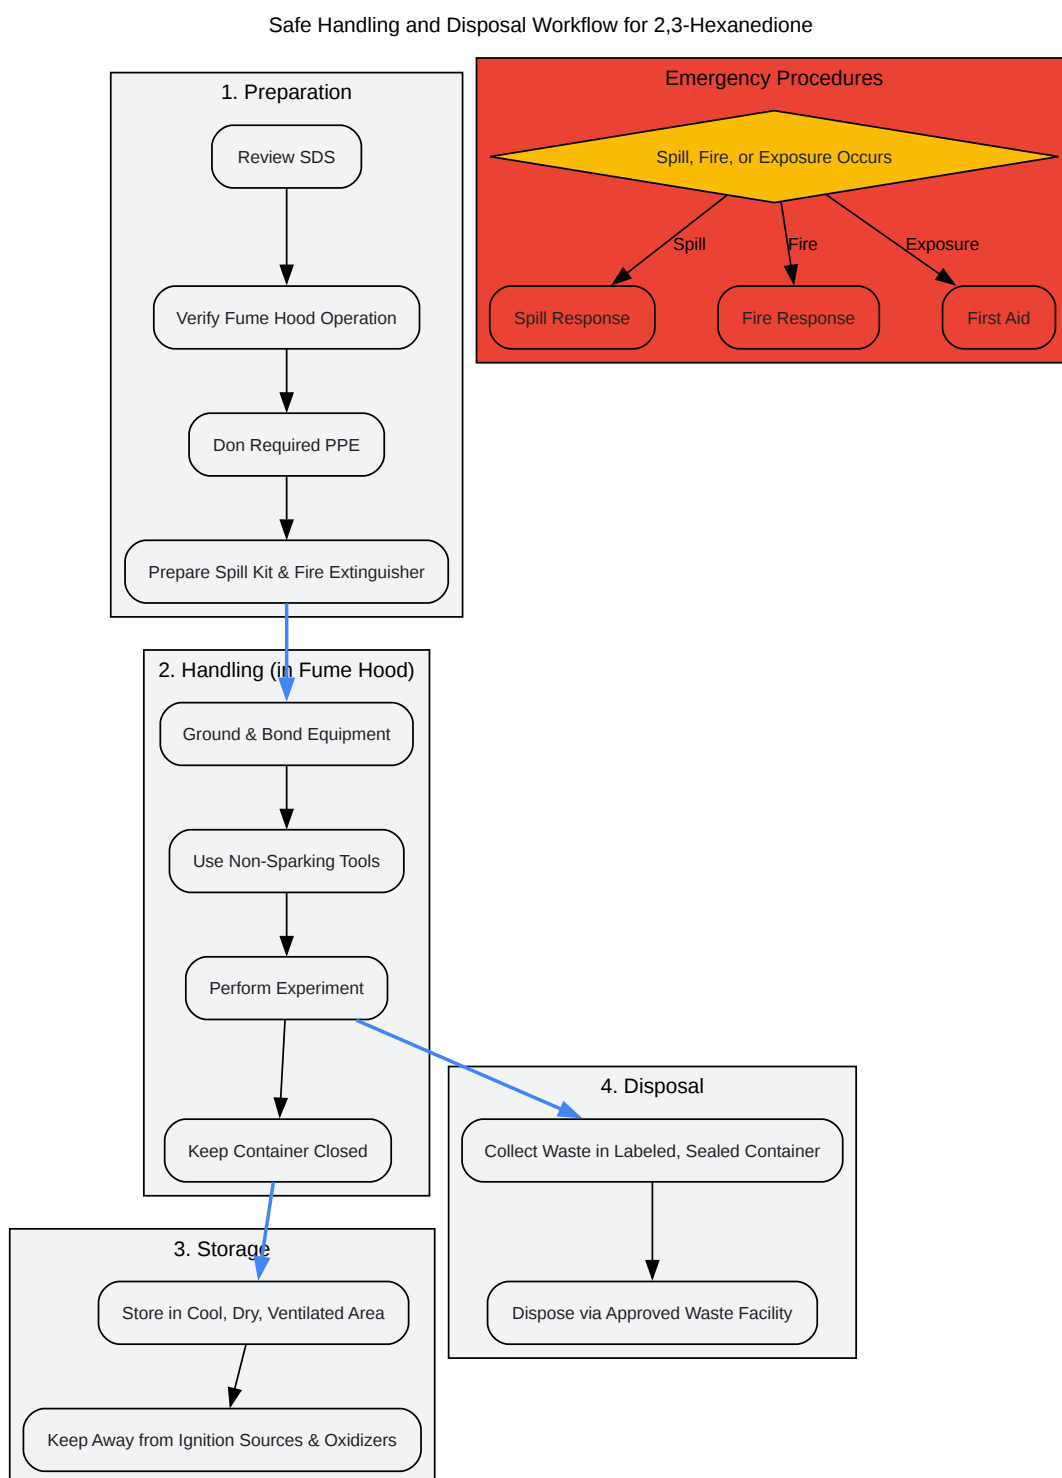 Safe Handling and Disposal Workflow for 2,3-Hexanedione
1. Preparation
Review SDS
Verify Fume Hood Operation
Don Required PPE
Prepare Spill Kit & Fire Extinguisher
Emergency Procedures
Spill, Fire, or Exposure Occurs
Spill
Fire
Exposure
Spill Response
Fire Response
First Aid
2. Handling (in Fume Hood)
Ground & Bond Equipment
Use Non-Sparking Tools
Perform Experiment
Keep Container Closed
3. Storage
Store in Cool, Dry, Ventilated Area
Keep Away from Ignition Sources & Oxidizers
4. Disposal
Collect Waste in Labeled, Sealed Container
Dispose via Approved Waste Facility